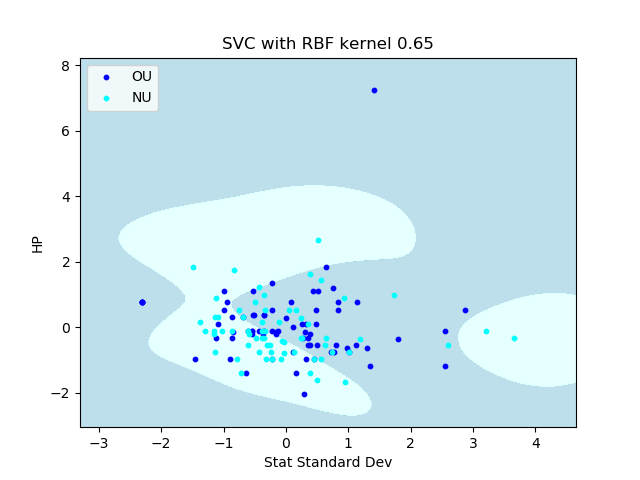 SVC with RBF kernel 0.65
OU
NU
HP
8
6
4
2
0
−2
−3 −2 −1 0 1 2 3 4
Stat Standard Dev